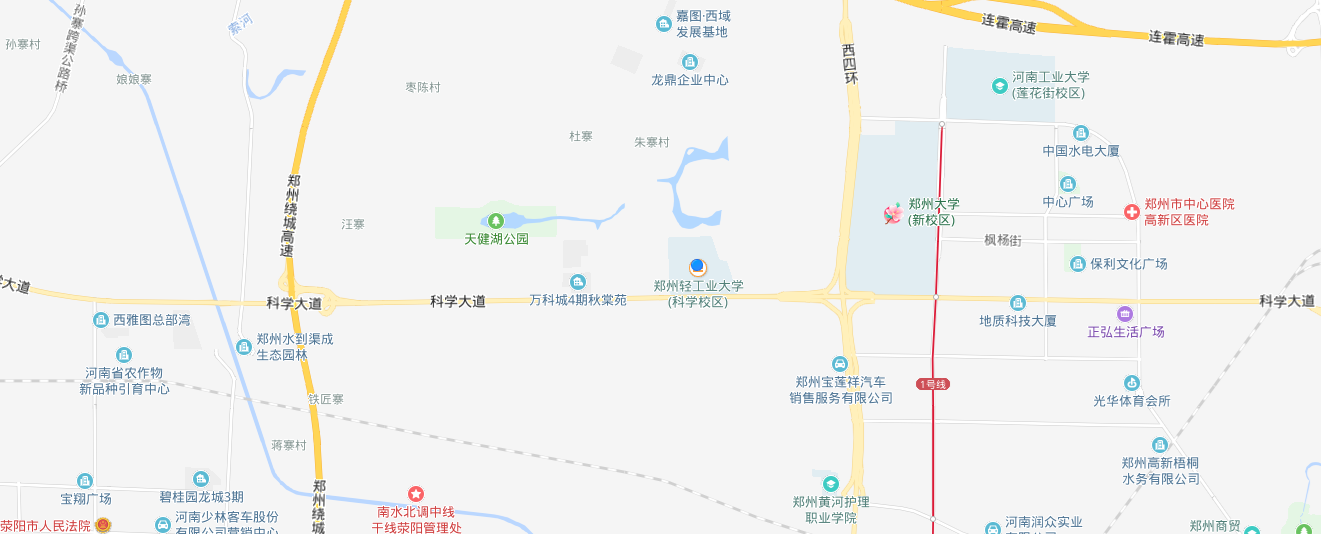 孙寨跨渠公路桥
孙寨村
索河
娘娘寨
嘉图·西域
发展基地
龙鼎企业中心
枣陈村
杜寨
朱寨村
西四环
连霍高速
连霍高速
河南工业大学
(莲花街校区)
中国水电大厦
中心广场
郑州市中心医院
高新区医院
郑州大学
(新校区)
枫杨街
保利文化广场
郑州绕城高速
汪寨
天健湖公园
郑州轻工业大学
(科学校区)
万科城4期秋棠苑
学大道
科学大道
科学大道
科学大道
地质科技大厦
正弘生活广场
西雅图总部湾
郑州水到渠成
生态园林
河南省农作物
新品种引育中心
铁匠寨
蒋寨村
郑州宝莲祥汽车
销售服务有限公司
1号线
光华体育会所
郑州高新梧桐
水务有限公司
郑州黄河护理
职业学院
宝翔广场
碧桂园龙城3期
郑州绕城
南水北调中线
干线荥阳管理处
荥阳市人民法院
河南少林客车股份
有限公司营销中心
河南润众实业
郑州商贸